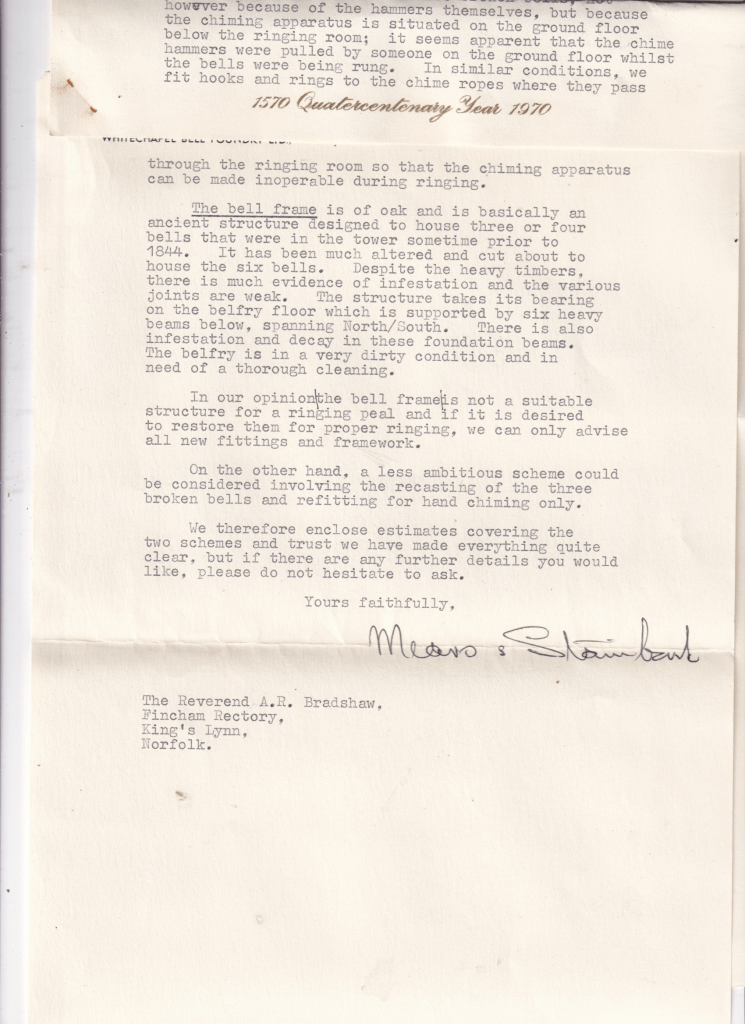 however because of the hammers themselves, but because
the chiming apparatus is situated on the ground floor
below the ringing room; it seems apparent that the chime
hammers were pulled by someone on the ground floor whilst
the bells were being rung. In similar conditions, we
fit hooks and rings to the chime ropes where they pass
1570 Quatercentenary Year 1970
WHITECHAPEL BELL FOUNDRY LTD.,
through the ringing room so that the chiming apparatus
can be made inoperable during ringing.
The bell frame is of oak and is basically an
ancient structure designed to house three or four
bells that were in the tower sometime prior to
1844. It has been much altered and cut about to
house the six bells. Despite the heavy timbers,
there is much evidence of infestation and the various
joints are weak. The structure takes its bearing
on the belfry floor which is supported by six heavy
beams below, spanning North/South. There is also
infestation and decay in these foundation beams.
The belfry is in a very dirty condition and in
need of a thorough cleaning.
In our opinion the bell frame is not a suitable
structure for a ringing peal and if it is desired
to restore them for proper ringing, we can only advise
all new fittings and framework.
On the other hand, a less ambitious scheme could
be considered involving the recasting of the three
broken bells and refitting for hand chiming only.
We therefore enclose estimates covering the
two schemes and trust we have made everything quite
clear, but if there are any further details you would
like, please do not hesitate to ask.
Yours faithfully,
Mears & Stainbank
The Reverend A.R. Bradshaw,
Fincham Rectory,
King's Lynn,
Norfolk.